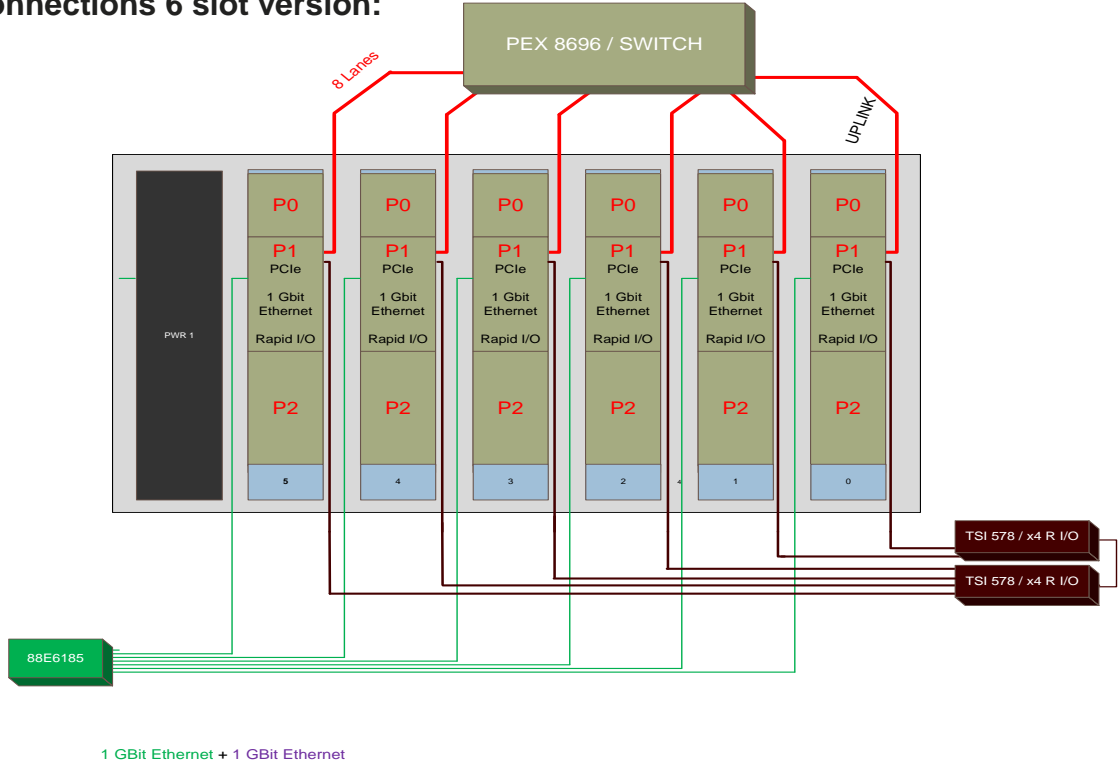 onnections 6 slot version:
PEX 8696 / SWITCH
8 Lanes
UPLINK
P0 P0 P0 P0 P0 P0
P1 P1 P1 P1 P1 P1
PCIe PCIe PCIe PCIe PCIe PCIe
1 Gbit 1 Gbit 1 Gbit 1 Gbit 1 Gbit 1 Gbit
Ethernet Ethernet Ethernet Ethernet Ethernet Ethernet
PWR 1 Rapid I/O Rapid I/O Rapid I/O Rapid I/O Rapid I/O Rapid I/O
P2 P2 P2 P2 P2 P2
5 4 3 2 4 1 0
TSI 578 / x4 R I/O
TSI 578 / x4 R I/O
88E6185
1 GBit Ethernet + 1 GBit Ethernet